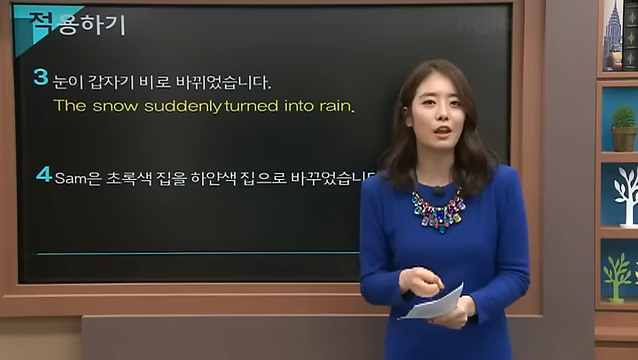 적용하기
3 눈이 갑자기 비로 바뀌었습니다.
The snow suddenly turned into rain.
4 Sam은 초록색 집을 하얀색 집으로 바꾸었습니다